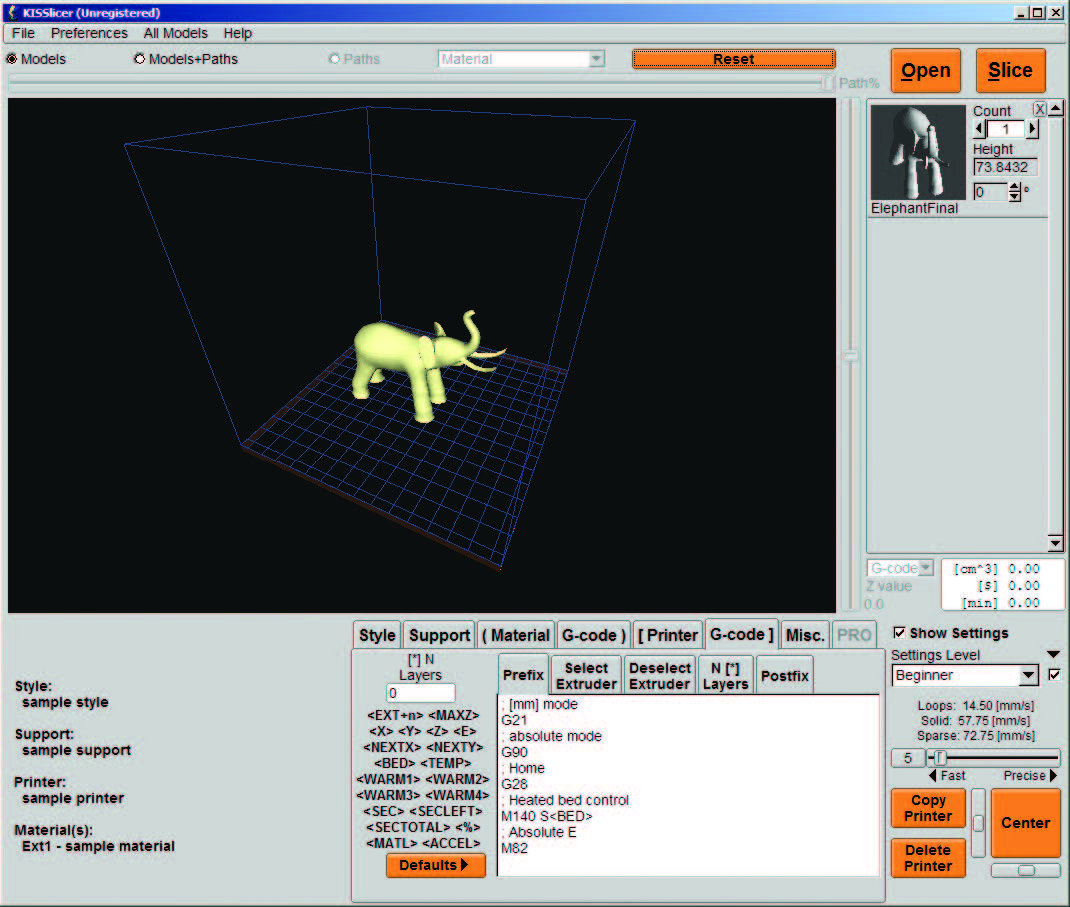 KISSlicer (Unregistered)
File Preferences All Models Help
Models Models+Paths Paths Material Reset
Open Slice
Path%
Count X
1
Height
73.8432
0 °
ElephantFinal
G-code
Z value
0.0
[cm^3] 0.00
[$] 0.00
[min] 0.00
Style Support ( Material G-code ) [ Printer G-code ] Misc. PRO
Show Settings
Settings Level
Beginner
Loops: 14.50 [mm/s]
Solid: 57.75 [mm/s]
Sparse: 72.75 [mm/s]
5
Fast Precise
Copy
Printer
Center
Delete
Printer
[*] N
Layers
0
<EXT+n> <MAXZ>
<X> <Y> <Z> <E>
<NEXTX> <NEXTY>
<BED> <TEMP>
<WARM1> <WARM2>
<WARM3> <WARM4>
<SEC> <SECLEFT>
<SECTOTAL> <%>
<MATL> <ACCEL>
Defaults
Prefix
Select
Extruder
Deselect
Extruder
N [*]
Layers
Postfix
; [mm] mode
G21
; absolute mode
G90
; Home
G28
; Heated bed control
M140 S<BED>
; Absolute E
M82
Style:
sample style
Support:
sample support
Printer:
sample printer
Material(s):
Ext1 - sample material